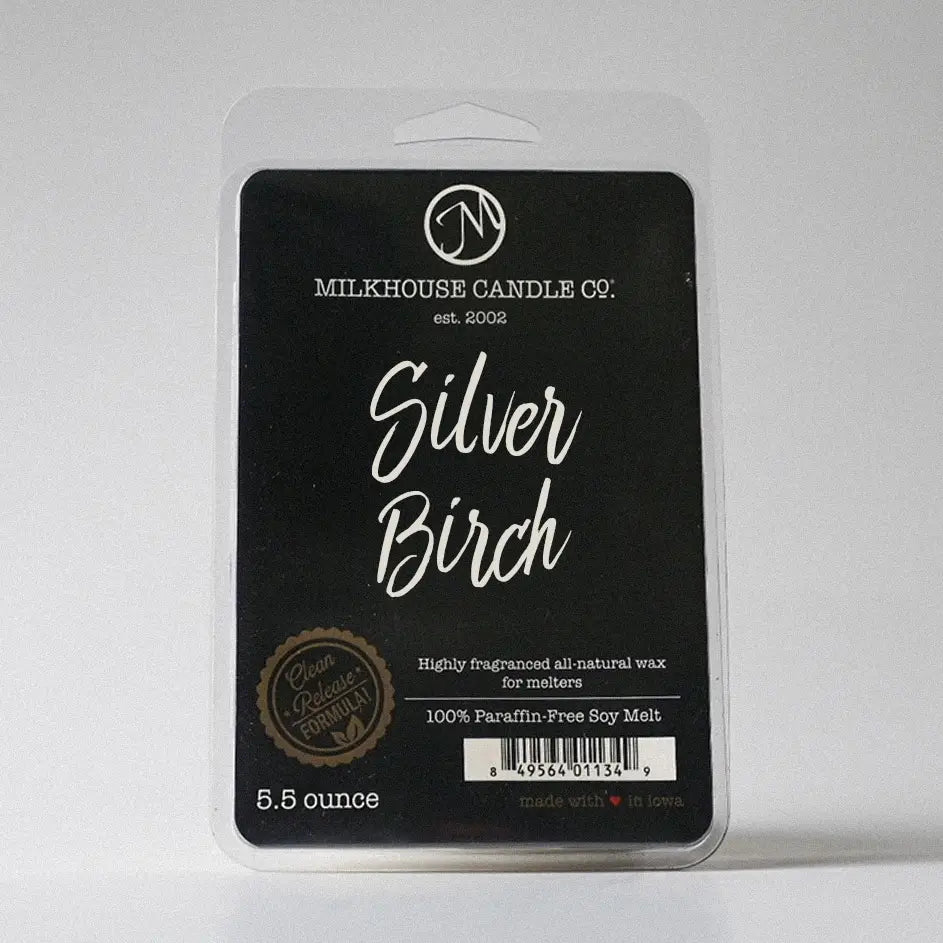 JM
MILKHOUSE CANDLE Cº.
est. 2002
Silver
Birch
Clean
Release
FORMULA!
Highly fragranced all-natural wax
for melters
100% Paraffin-Free Soy Melt
8 49564 01134 9
5.5 ounce
made with ♥ in iowa